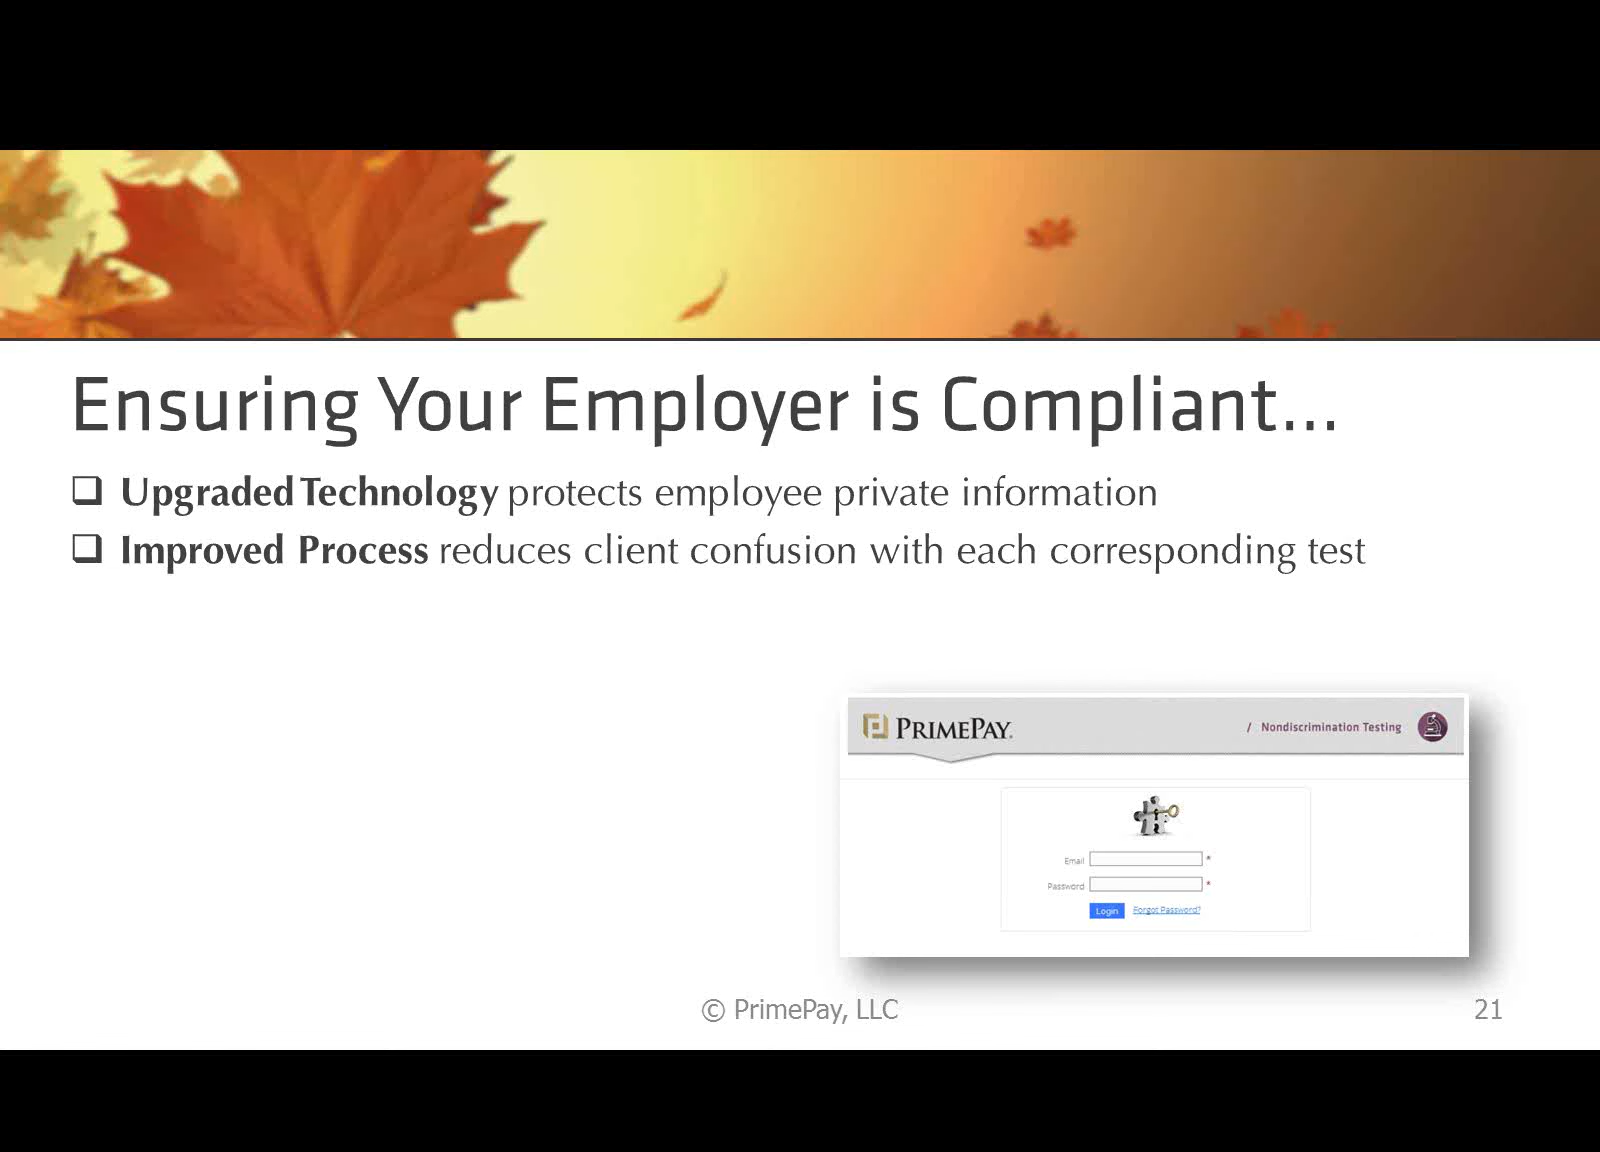 Ensuring Your Employer is Compliant...
❑ Upgraded Technology protects employee private information
❑ Improved Process reduces client confusion with each corresponding test
PRIMEPAY.
/ Nondiscrimination Testing
Email *
Password *
Login Forgot Password?
© PrimePay, LLC
21